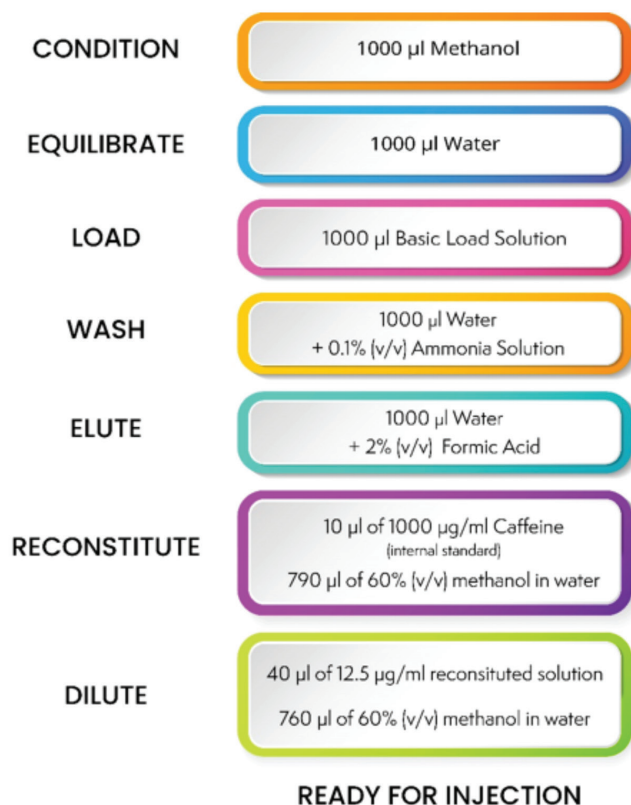 CONDITION
1000 µl Methanol
EQUILIBRATE
1000 µl Water
LOAD
1000 µl Basic Load Solution
WASH
1000 µl Water
+ 0.1% (v/v) Ammonia Solution
ELUTE
1000 µl Water
+ 2% (v/v) Formic Acid
RECONSTITUTE
10 µl of 1000 µg/ml Caffeine
(internal standard)
790 µl of 60% (v/v) methanol in water
DILUTE
40 µl of 12.5 µg/ml reconsituted solution
760 µl of 60% (v/v) methanol in water
READY FOR INJECTION